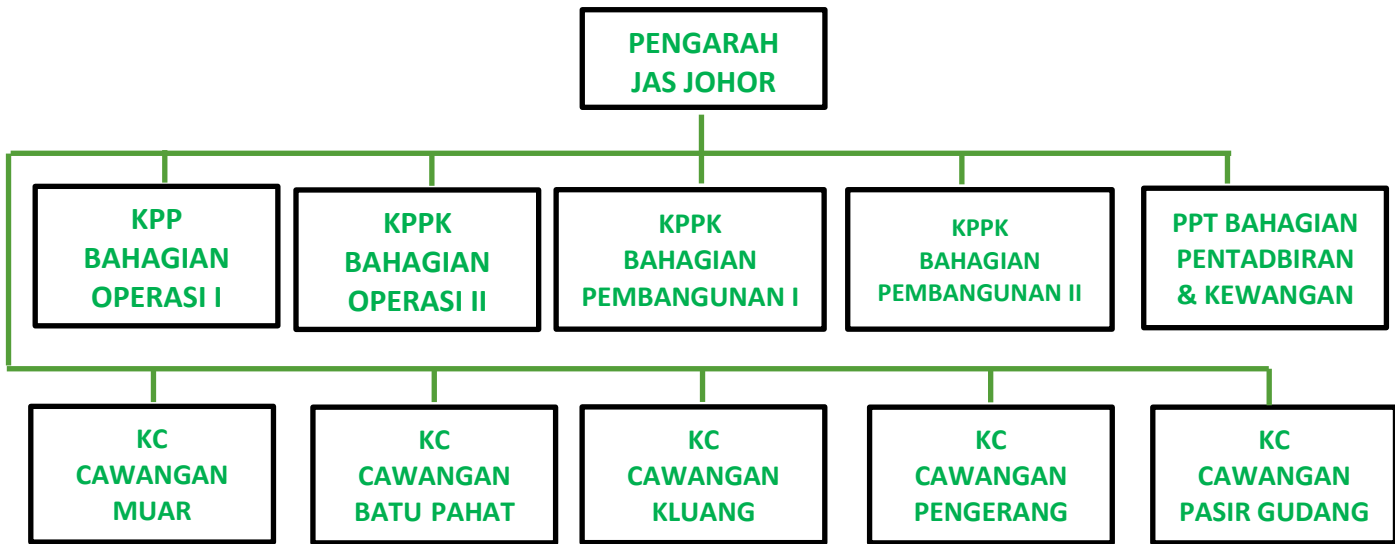 PENGARAH
JAS JOHOR
KPP
BAHAGIAN
OPERASI I
KPPK
BAHAGIAN
OPERASI II
KPPK
BAHAGIAN
PEMBANGUNAN I
KPPK
BAHAGIAN
PEMBANGUNAN II
PPT BAHAGIAN
PENTADBIRAN
& KEWANGAN
KC
CAWANGAN
MUAR
KC
CAWANGAN
BATU PAHAT
KC
CAWANGAN
KLUANG
KC
CAWANGAN
PENGERANG
KC
CAWANGAN
PASIR GUDANG